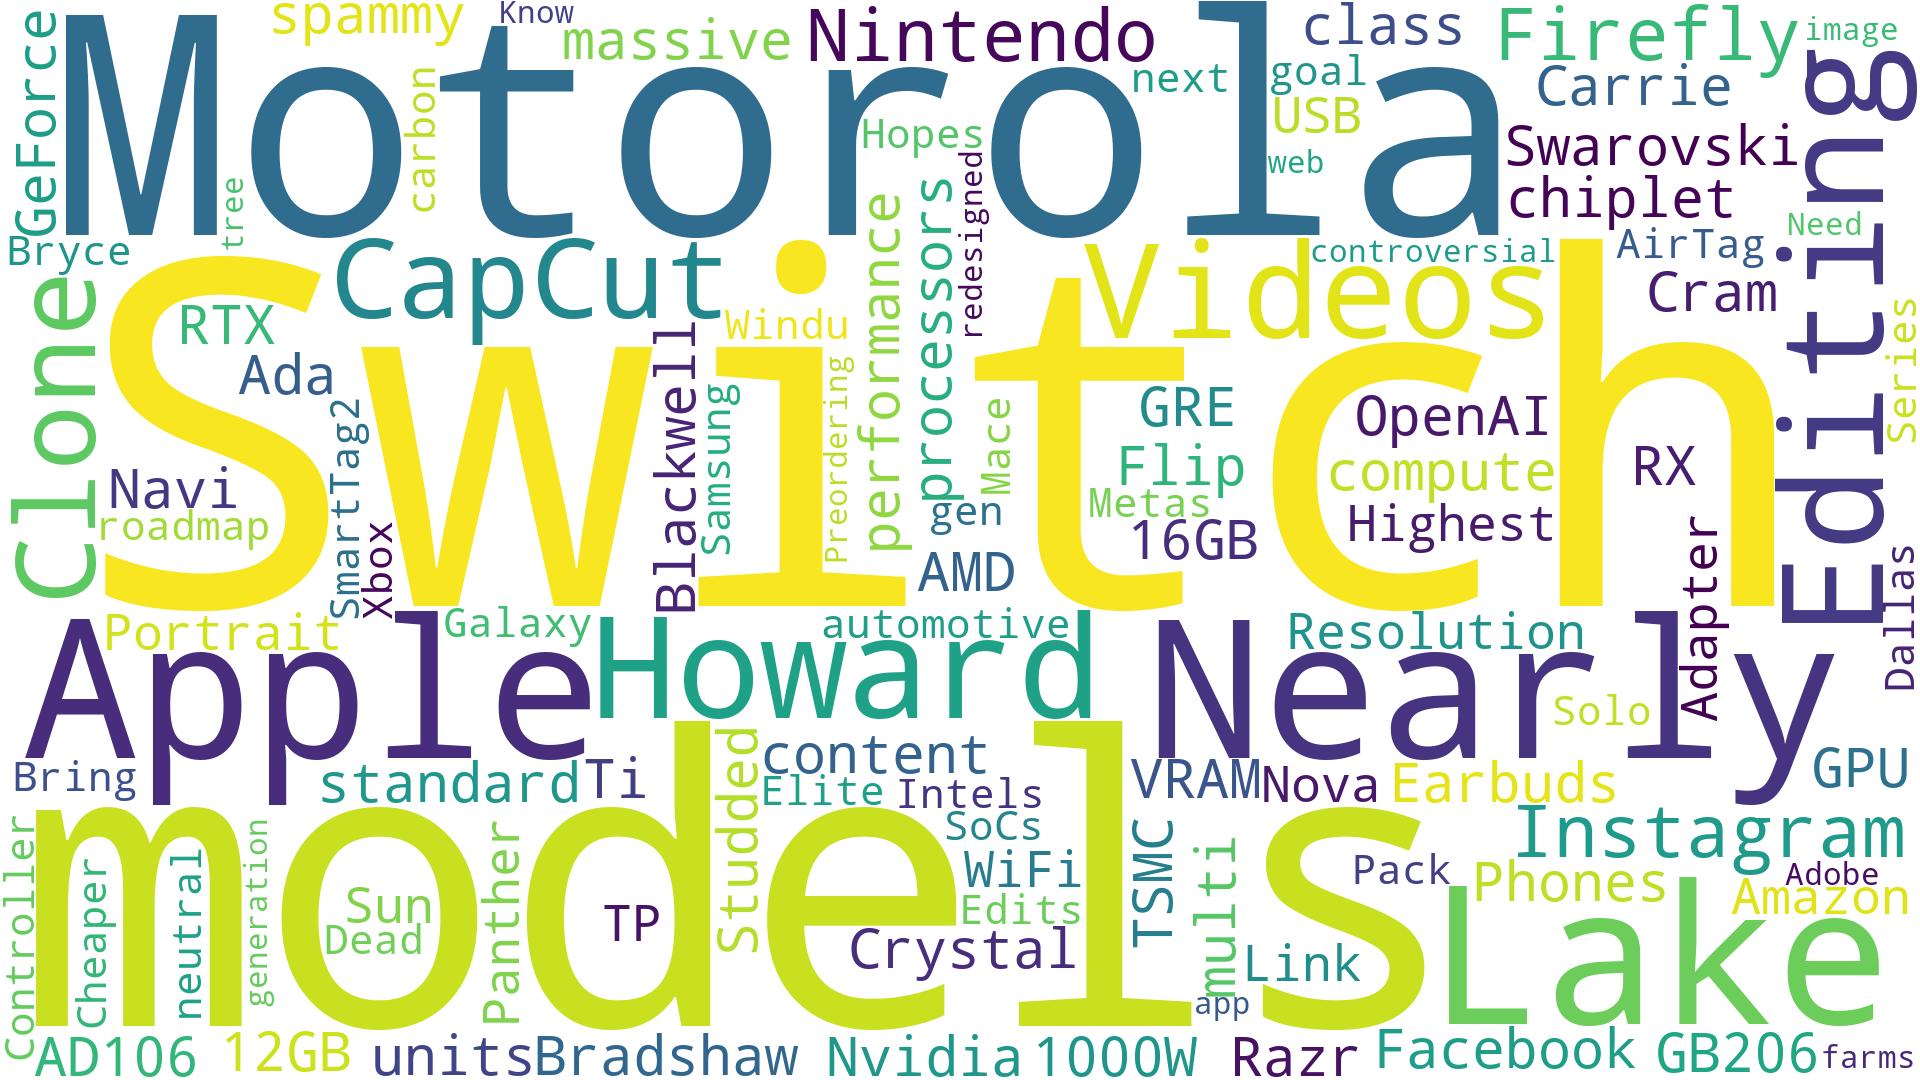 spammy
Know
massive
Nintendo
class
Firefly
image
GeForce
Motorola
carbon
next
goal
USB
Carrie
Editing
Hopes
web
Swarovski
chiplet
tree
redesigned
Need
Bryce
CapCut
performance
processors
Videos
controversial
AirTag
Cram
Clone
RTX
Switch
Windu
Ada
SmartTag2
Blackwell
Samsung
Preordering
Mace
GRE
OpenAI
Series
Navi
roadmap
Xbox
Flip
compute
RX
Metas
gen
16GB
Highest
AMD
Adapter
Dallas
Portrait
Galaxy
Howard
automotive
Resolution
Apple
Nearly
Solo
Bring
standard
Ti
Studded
content
Elite
Intels
VRAM
Nova
Earbuds
GPU
models
SoCs
TSMC
Instagram
Controller
Cheaper
neutral
generation
Sun
Dead
Panther
TP
WiFi
Edits
Crystal
multi
Pack
Phones
Lake
Adobe
Amazon
Link
app
AD106
12GB
units
Bradshaw
Nvidia
1000W
Razr
Facebook
GB206
farms